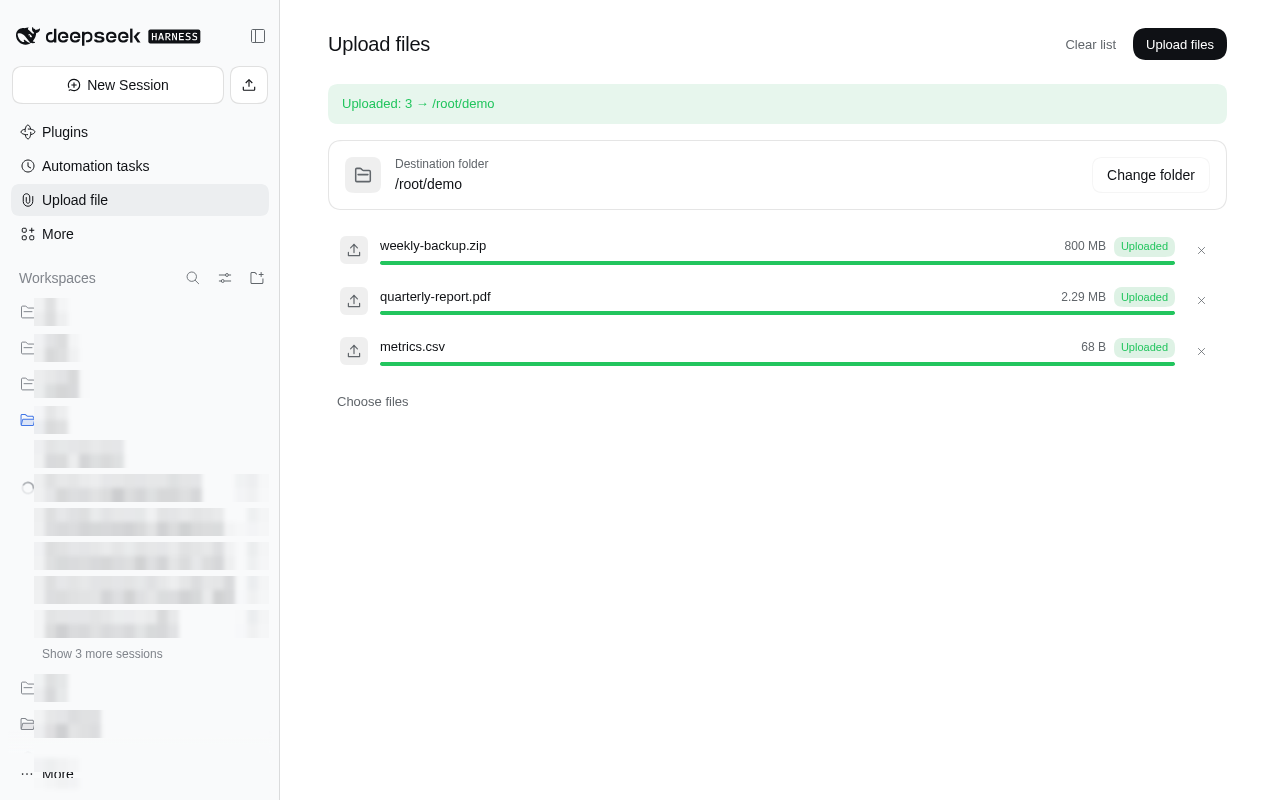 deepseek HARNESS
New Session
Plugins
Automation tasks
Upload file
More
Workspaces
Show 3 more sessions
More
Upload files
Clear list
Upload files
Uploaded: 3 → /root/demo
Destination folder
/root/demo
Change folder
weekly-backup.zip
800 MB
Uploaded
quarterly-report.pdf
2.29 MB
Uploaded
metrics.csv
68 B
Uploaded
Choose files